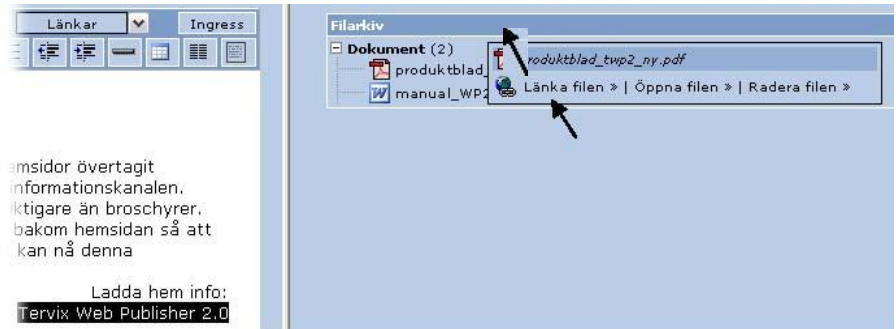 Länkar
Ingress
emsidor övertagit
informationskanalen.
ktigare än broschyrer.
bakom hemsidan så att
kan nå denna
Ladda hem info:
Tervix Web Publisher 2.0
Filarkiv
Dokument (2)
produktblad_
manual_WP2
roduktblad_twp2_ny.pdf
Länka filen » | Öppna filen » | Radera filen »